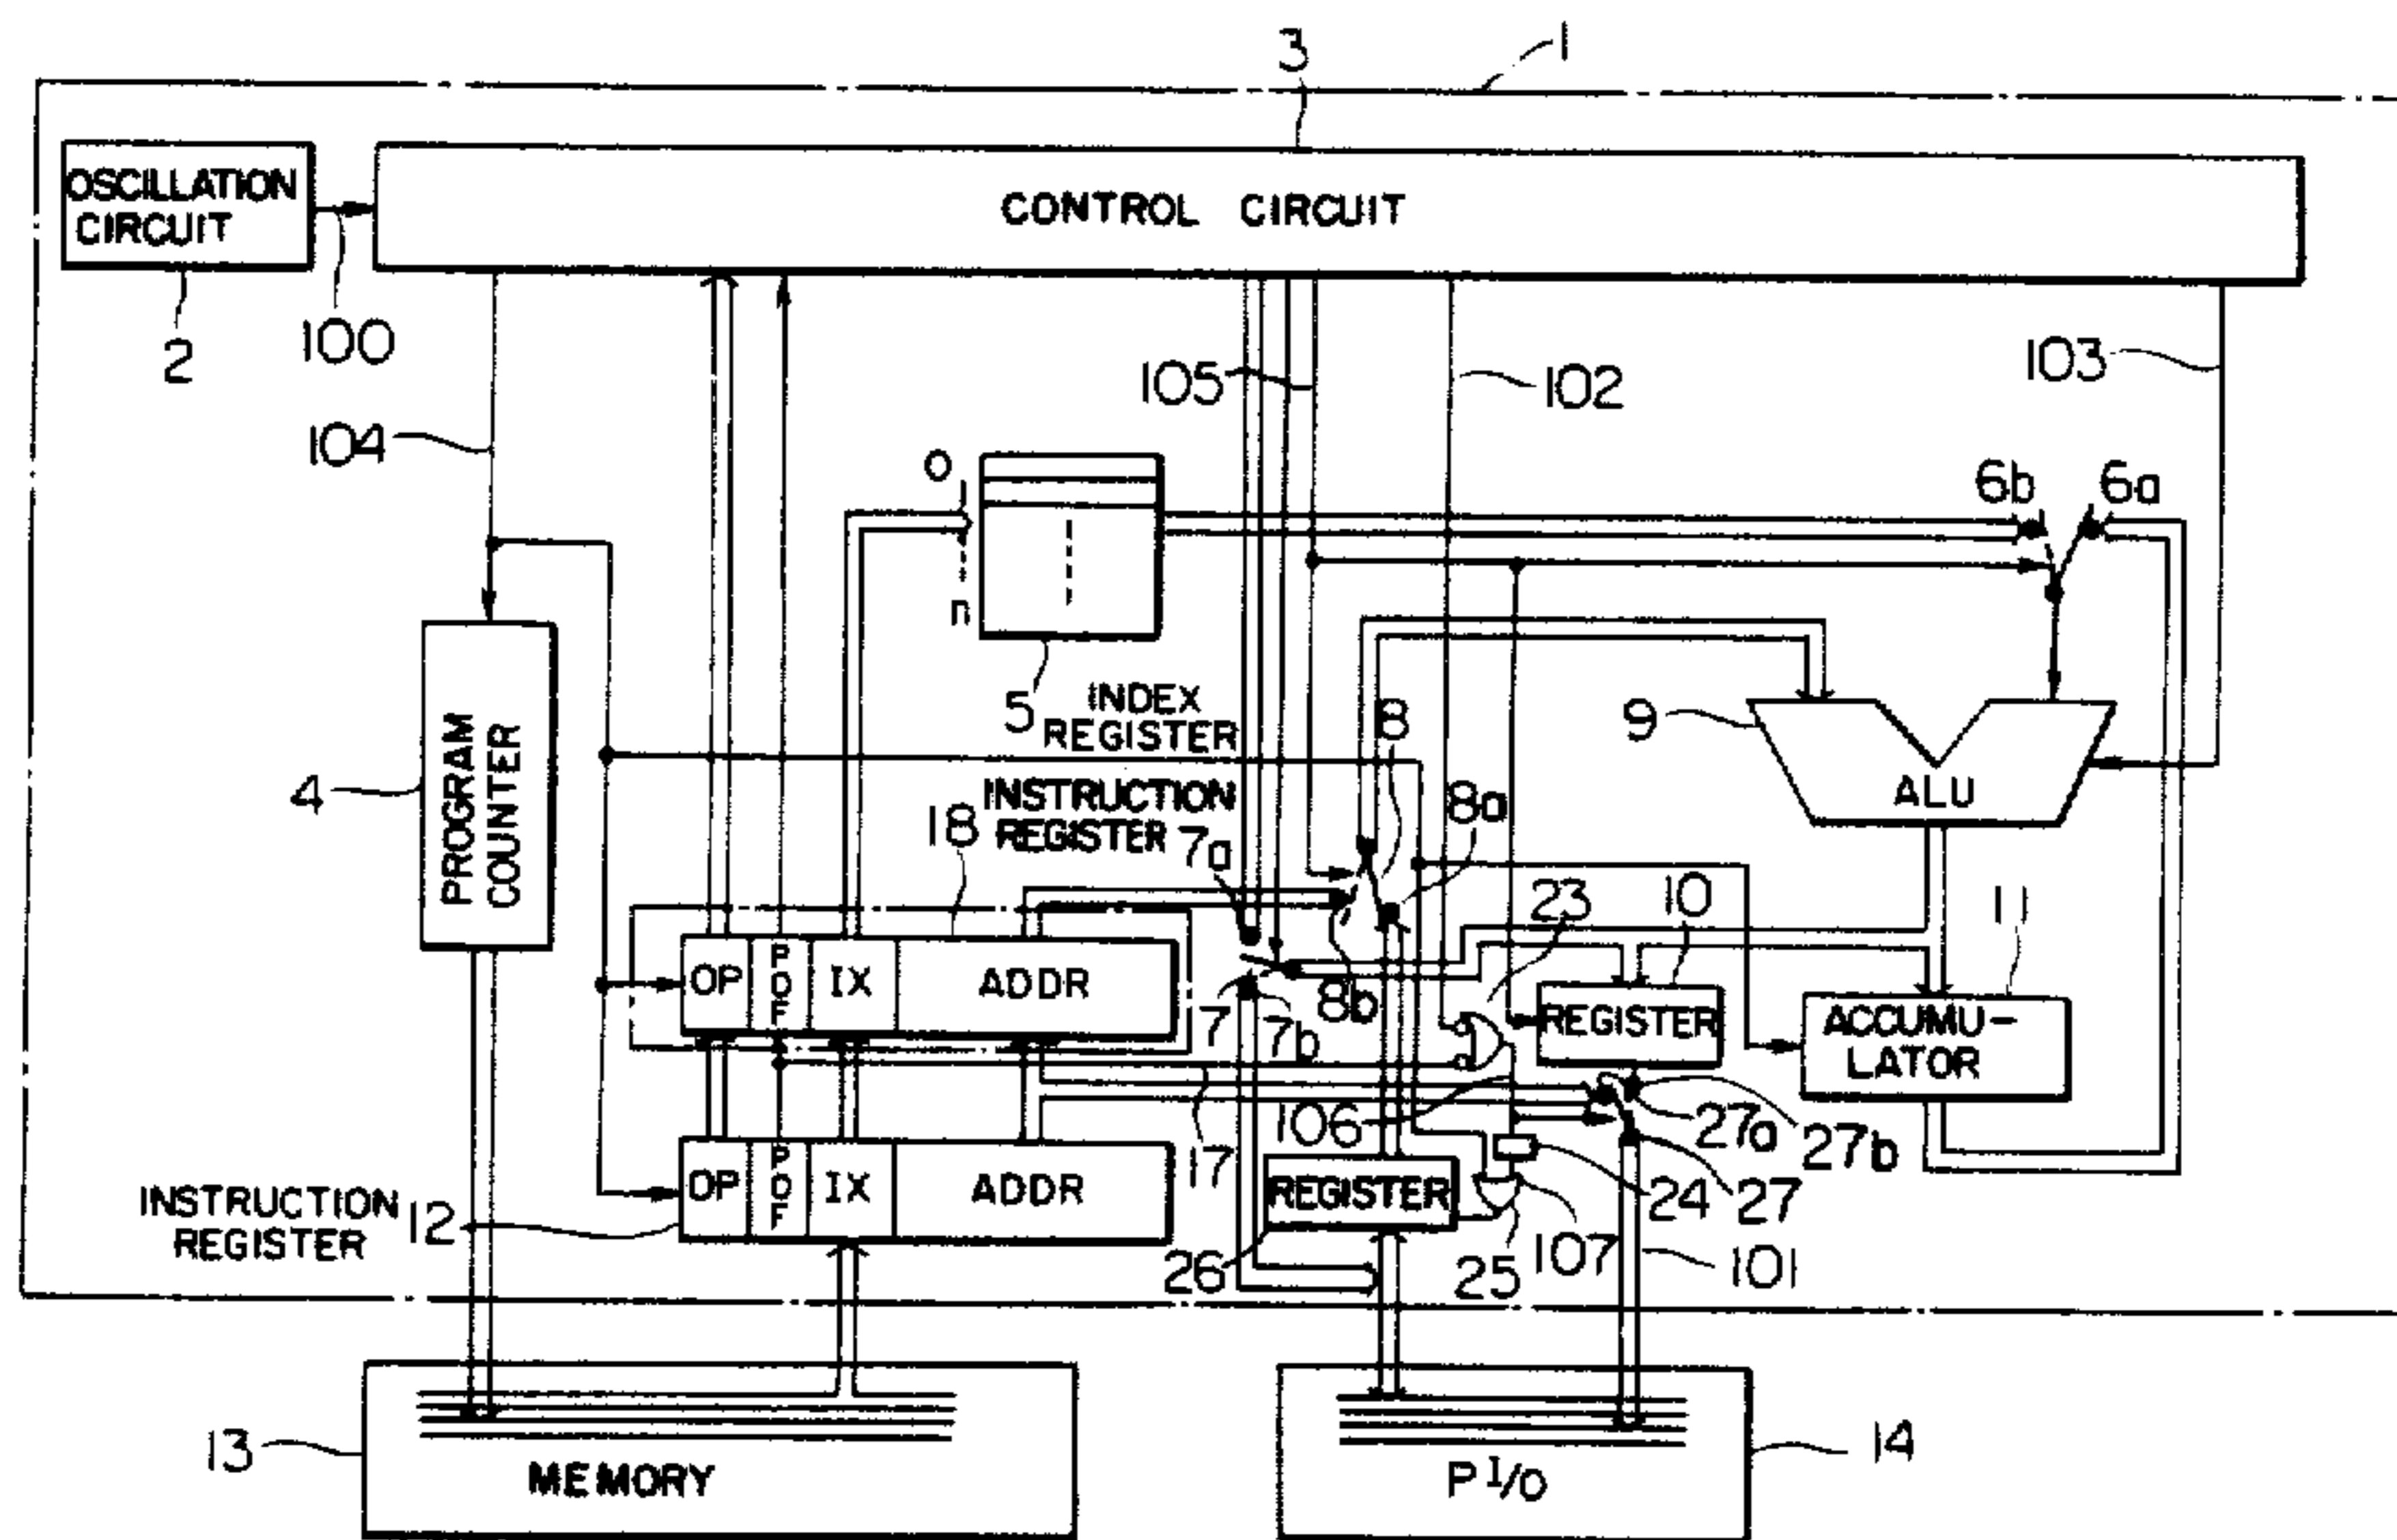 1
3
OSCILLATION
CIRCUIT
CONTROL CIRCUIT
2
100
105
102
103
104
0
n
6b
6a
5
INDEX
REGISTER
8
9
ALU
4
PROGRAM
COUNTER
18
INSTRUCTION
REGISTER
7a
8a
23
10
11
OP
PDF
IX
ADDR
7
7b
8b
REGISTER
ACCUMU-
LATOR
106
27a
27b
17
OP
PDF
IX
ADDR
REGISTER
24
27
INSTRUCTION
REGISTER
12
26
25
107
101
13
MEMORY
P I/O
14